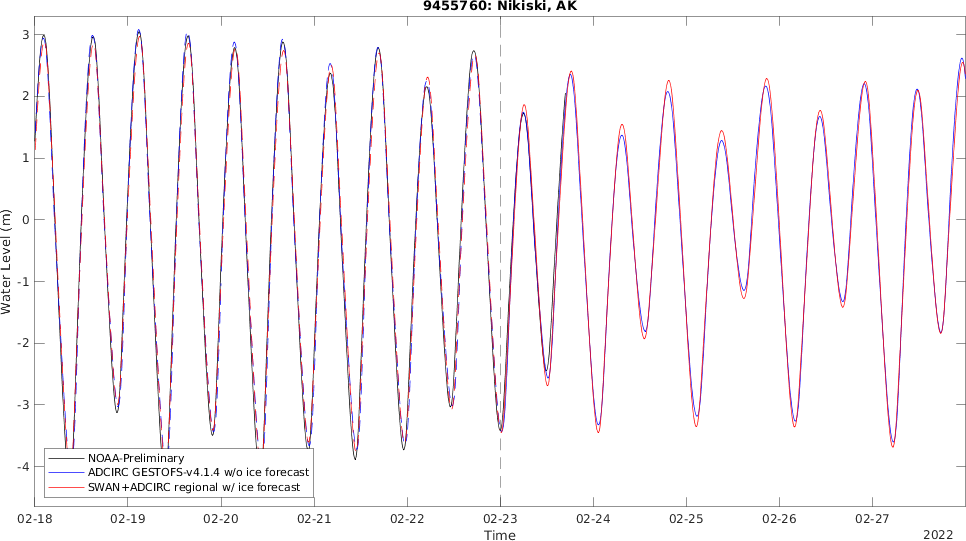 9455760: Nikiski, AK
3
2
1
0
-1
-2
-3
-4
Water Level (m)
NOAA-Preliminary
ADCIRC GESTOFS-v4.1.4 w/o ice forecast
SWAN+ADCIRC regional w/ ice forecast
02-18 02-19 02-20 02-21 02-22 02-23 02-24 02-25 02-26 02-27
Time
2022